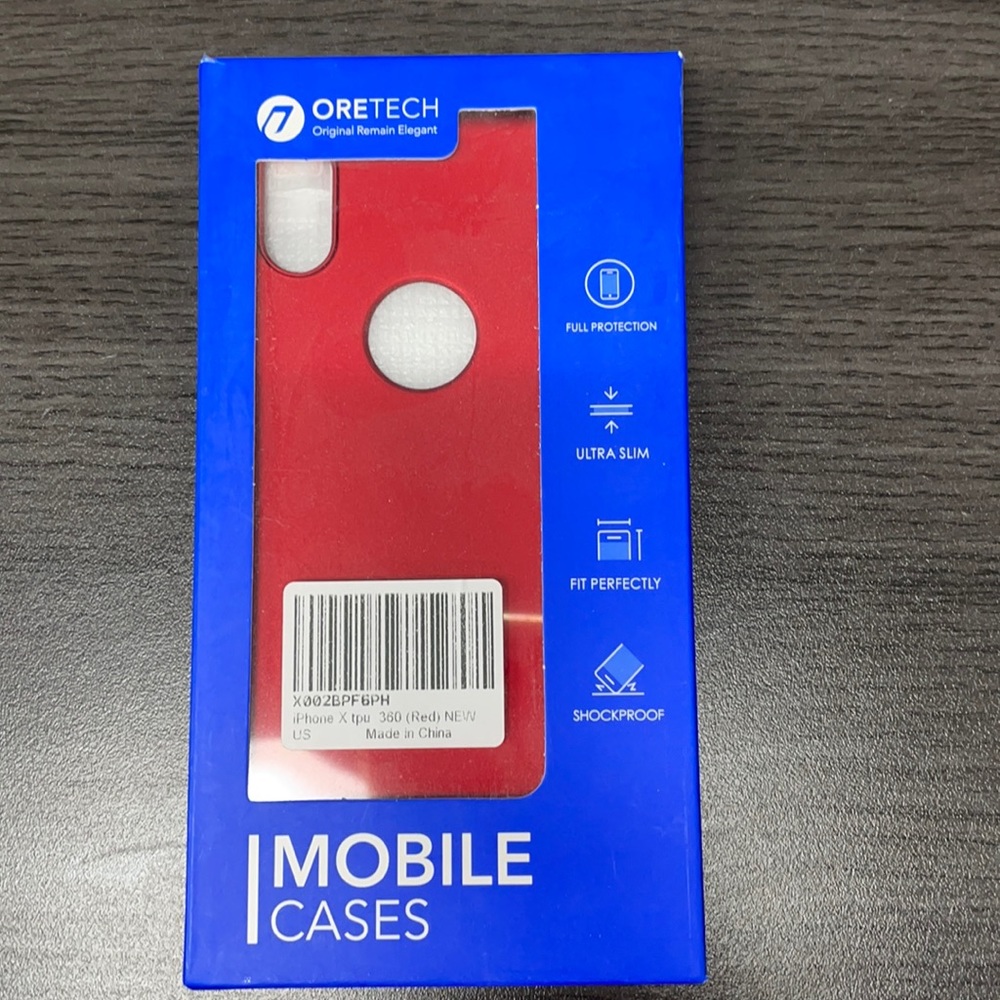 ORETECH
Original Remain Elegant
FULL PROTECTION
ULTRA SLIM
FIT PERFECTLY
SHOCKPROOF
X002BPF6PH
iPhone X tpu 360 (Red) NEW
US Made in China
MOBILE
CASES